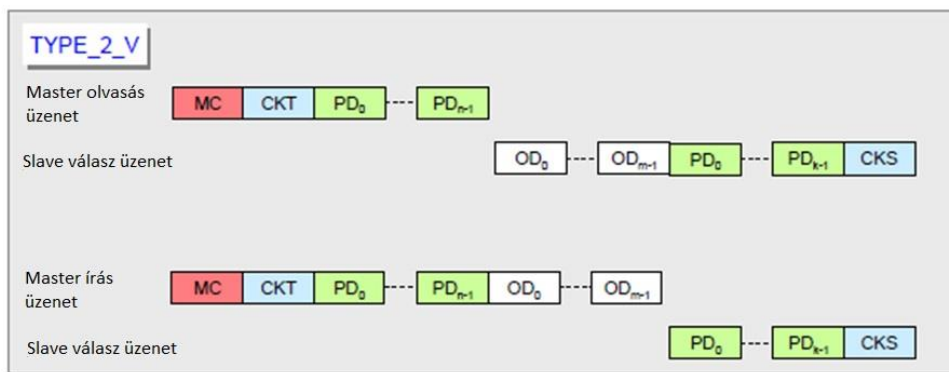 TYPE_2_V
Master olvasás
üzenet
MC CKT PD₀ ---- PDₙ₋₁
Slave válasz üzenet
OD₀ ---- ODₘ₋₁ PD₀ ---- PDₖ₋₁ CKS
Master írás
üzenet
MC CKT PD₀ ---- PDₙ₋₁ OD₀ ---- ODₘ₋₁
Slave válasz üzenet
PD₀ ---- PDₖ₋₁ CKS